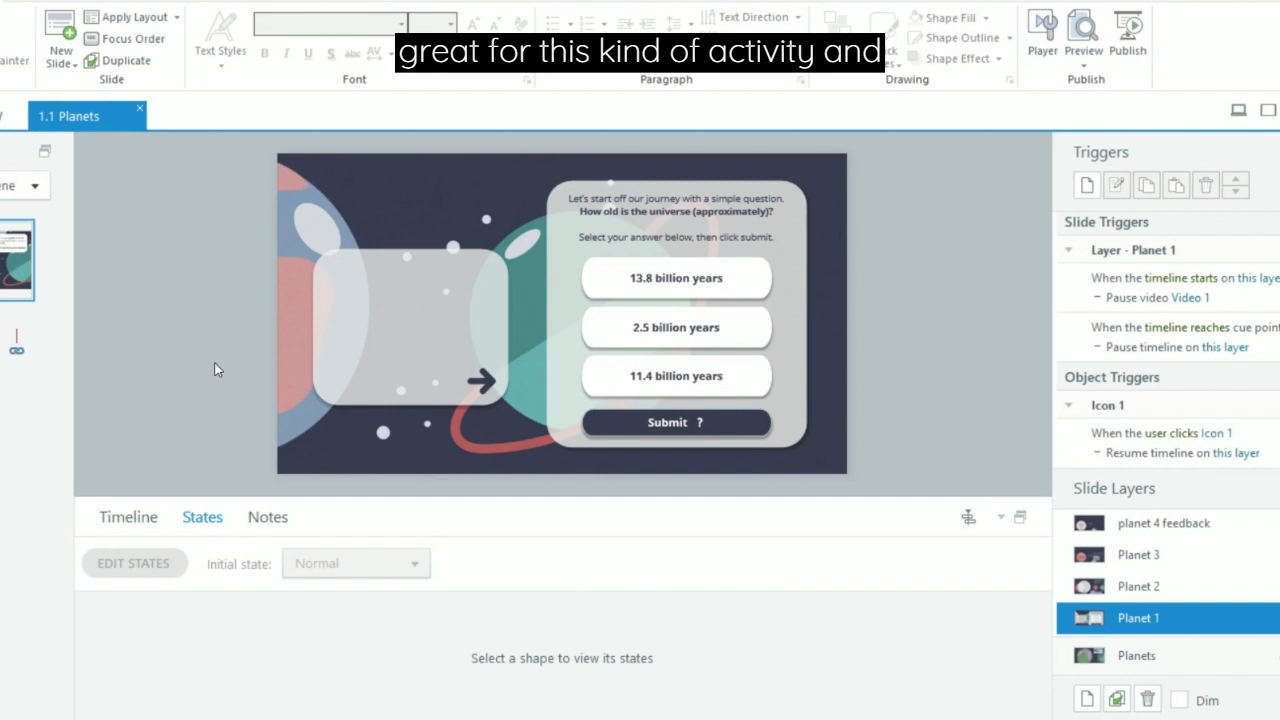 Apply Layout
Focus Order
Duplicate
New
Slide
Slide
Text Styles
B I U S abc AV
Font
Text Direction
Paragraph
Shape Fill
Shape Outline
Shape Effect
Drawing
Player
Preview
Publish
Publish
great for this kind of activity and
1.1 Planets
Let's start off our journey with a simple question.
How old is the universe (approximately)?
Select your answer below, then click submit.
13.8 billion years
2.5 billion years
11.4 billion years
Submit ?
Timeline States Notes
EDIT STATES Initial state: Normal
Select a shape to view its states
Triggers
Slide Triggers
Layer - Planet 1
When the timeline starts on this laye
- Pause video Video 1
When the timeline reaches cue point
- Pause timeline on this layer
Object Triggers
Icon 1
When the user clicks Icon 1
- Resume timeline on this layer
Slide Layers
planet 4 feedback
Planet 3
Planet 2
Planet 1
Planets
Dim